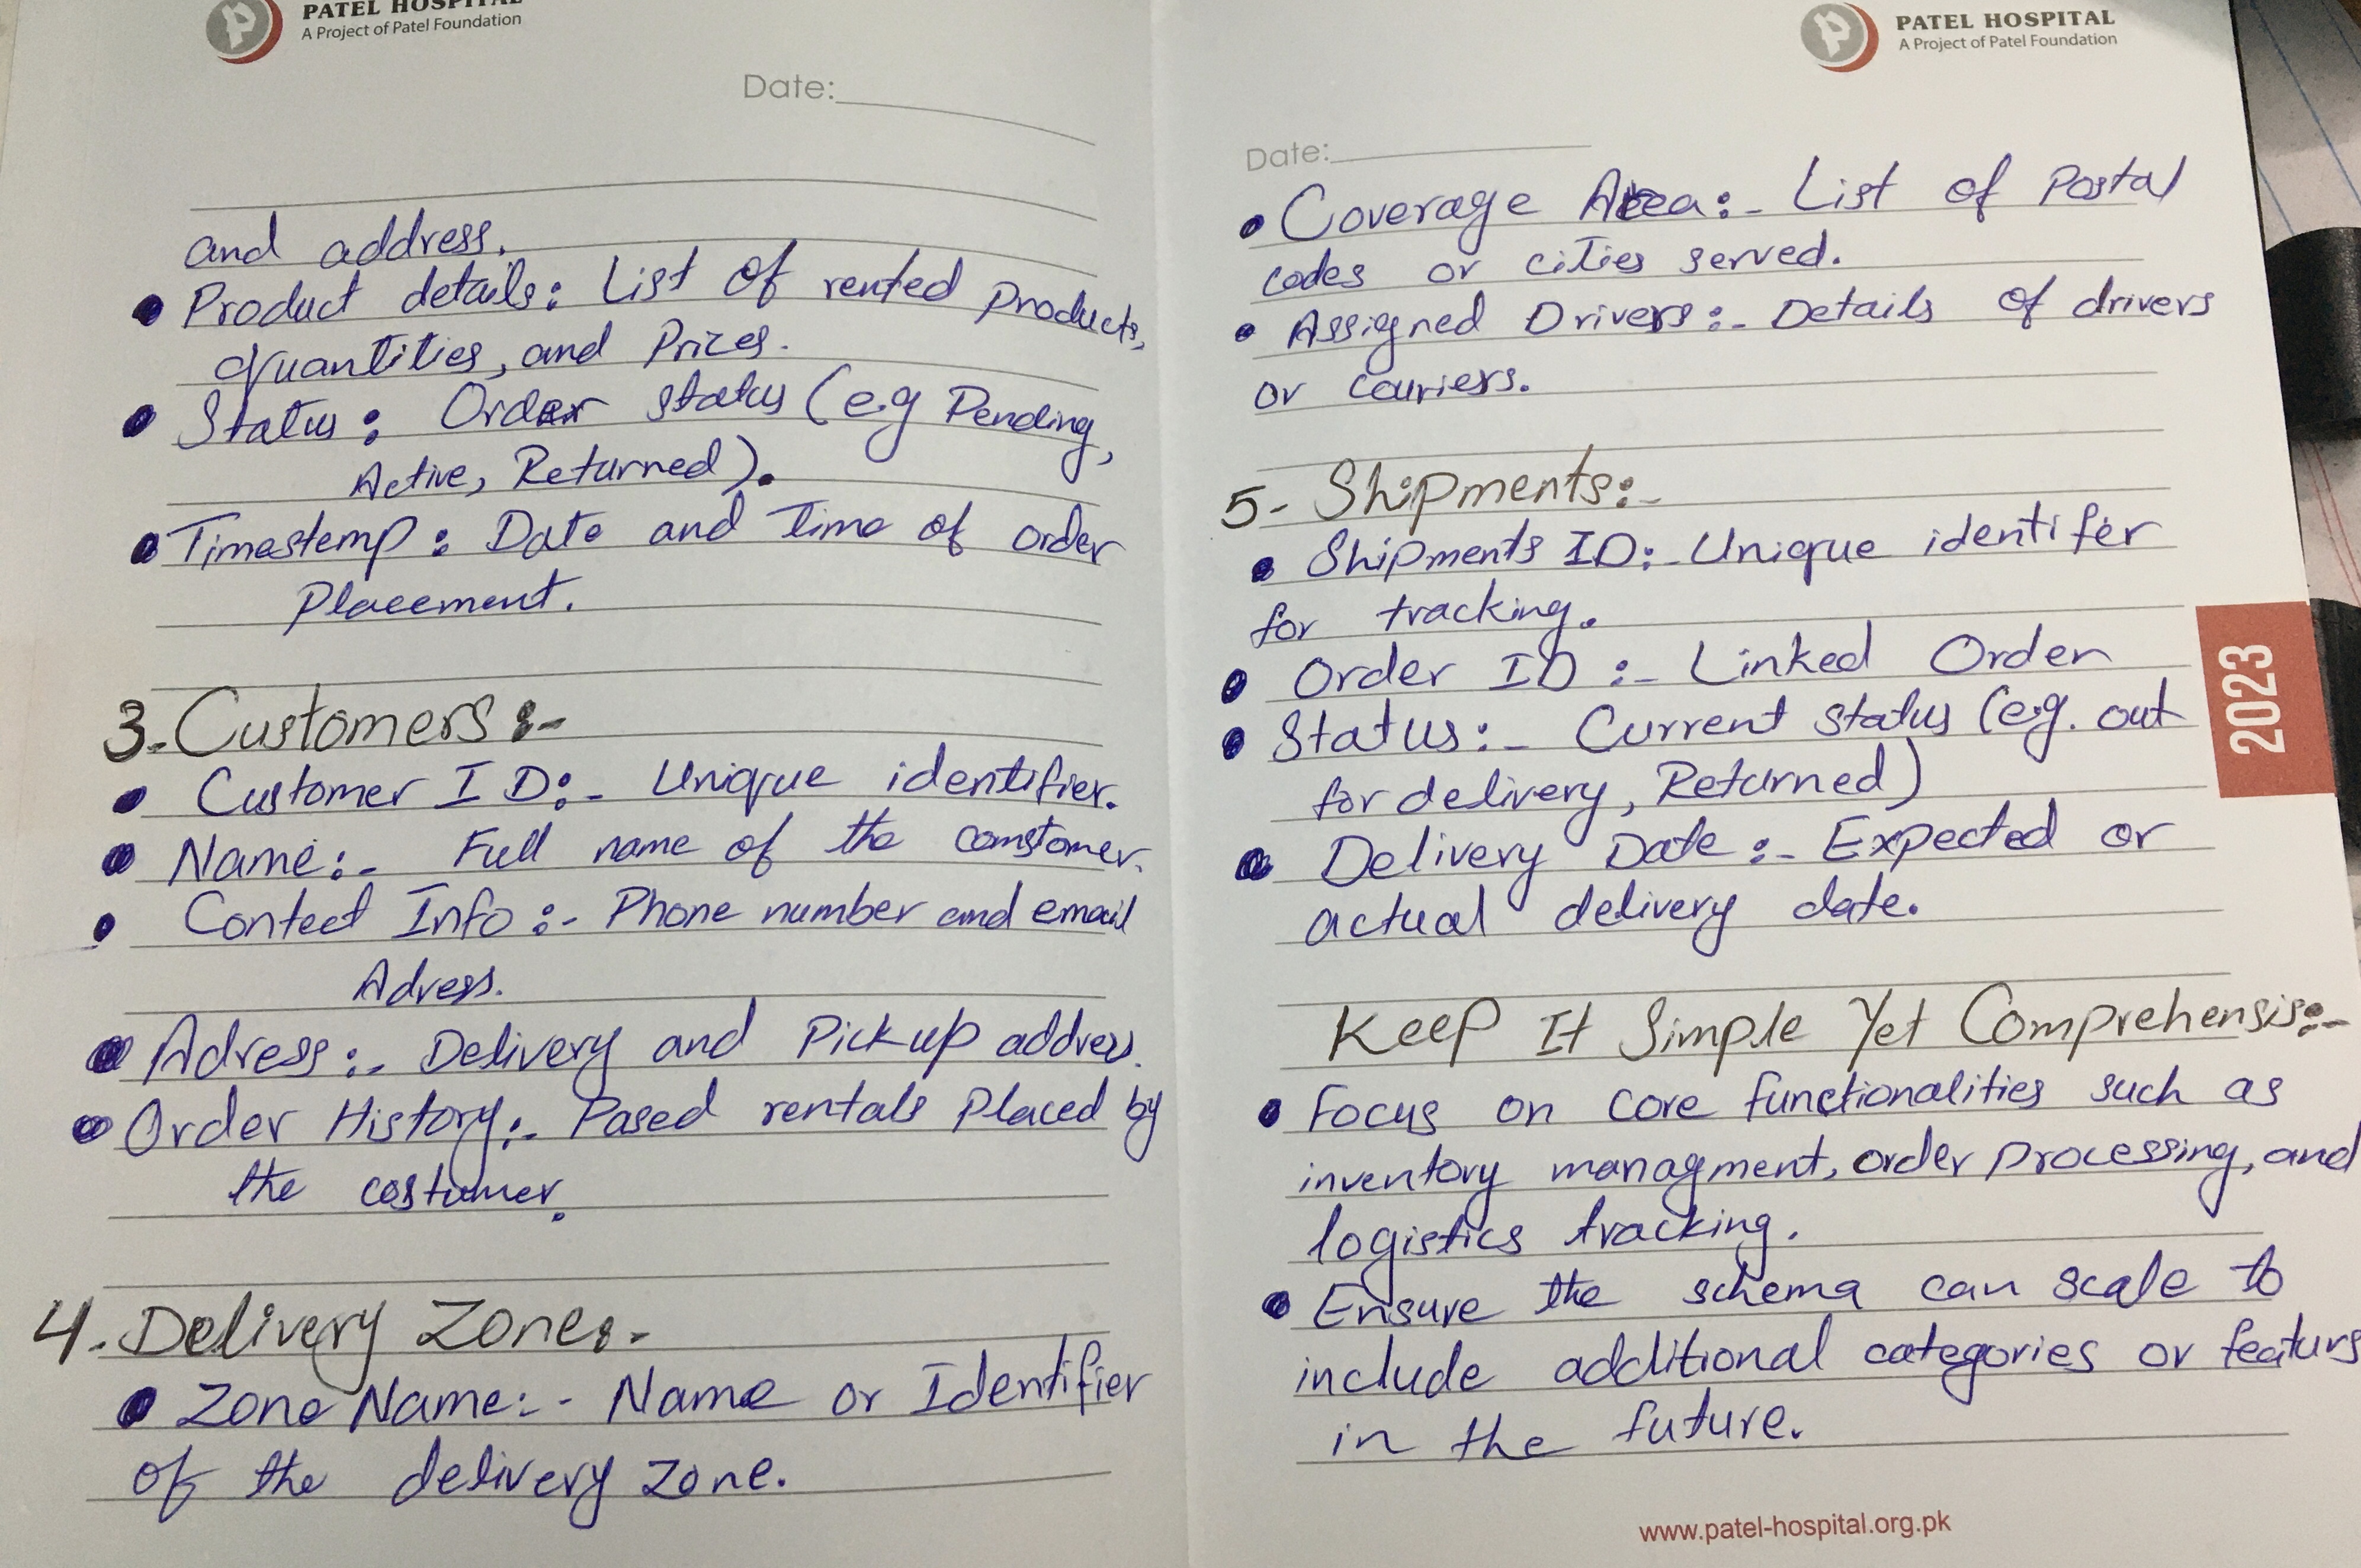 PATEL HOSPITAL
A Project of Patel Foundation
Date:
and address.
• Product details: List of rented Products,
quantities, and Prices.
• Status: Order status (e.g Pending,
Active, Returned).
• Timestemp: Date and Time of order
Placement.
3. Customers:-
• Customer ID:- Unique identifier.
• Name:- Full name of the comstomer.
• Contect Info:- Phone number and email
Adress.
• Adress:- Delivery and Pickup address.
• Order History:- Pased rentals Placed by
the costumer.
4. Delivery Zone:-
• Zone Name:- Name or Identifier
of the delivery zone.
PATEL HOSPITAL
A Project of Patel Foundation
Date:
• Coverage Area:- List of Postal
codes or cities served.
• Assigned Drivers:- Details of drivers
or couriers.
5- Shipments:-
• Shipments ID:- Unique identifer
for tracking.
• Order ID:- Linked Order
• Status:- Current status (e.g. out
for delivery, Returned)
• Delivery Date:- Expected or
actual delivery date.
Keep It Simple Yet Comprehensis:-
• Focus on core functionalities such as
inventory managment, order processing, and
logistics tracking.
• Ensure the schema can scale to
include additional categories or featurs
in the future.
2023
www.patel-hospital.org.pk